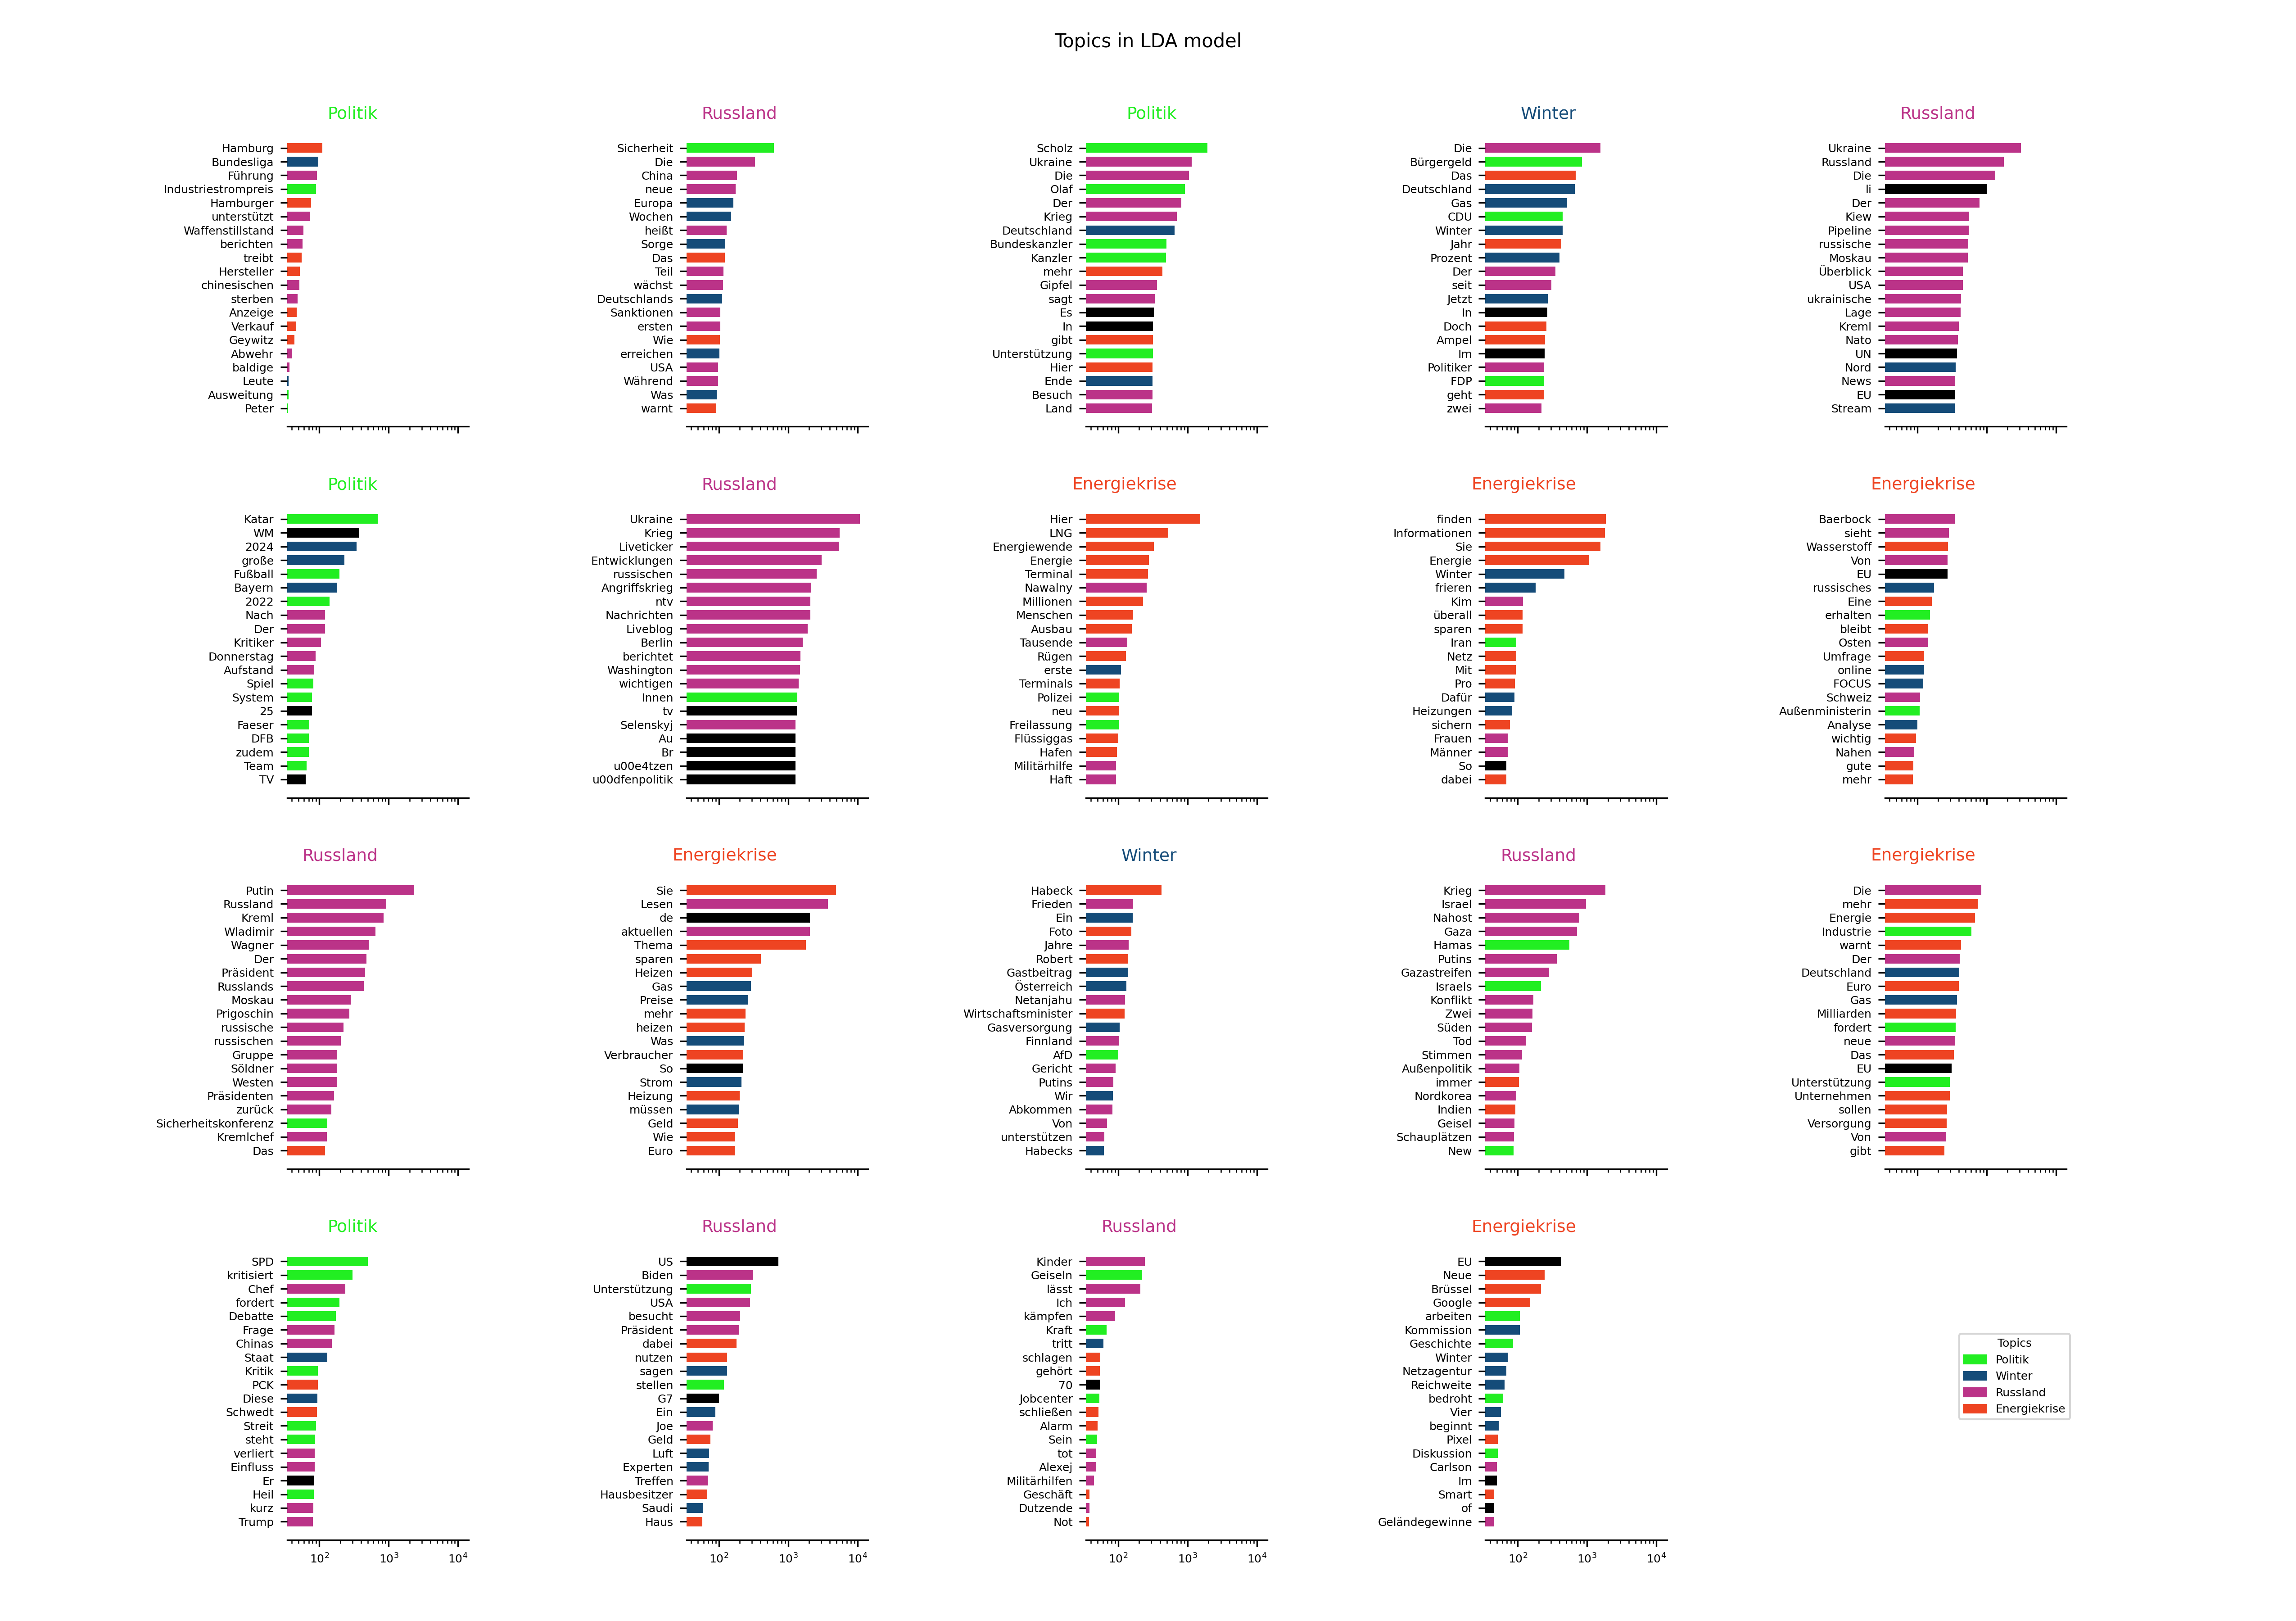 Topics in LDA model
Politik
Hamburg
Bundesliga
Führung
Industriestrompreis
Hamburger
unterstützt
Waffenstillstand
berichten
treibt
Hersteller
chinesischen
sterben
Anzeige
Verkauf
Geywitz
Abwehr
baldige
Leute
Ausweitung
Peter
Russland
Sicherheit
Die
China
neue
Europa
Wochen
heißt
Sorge
Das
Teil
wächst
Deutschlands
Sanktionen
ersten
Wie
erreichen
USA
Während
Was
warnt
Politik
Scholz
Ukraine
Die
Olaf
Der
Krieg
Deutschland
Bundeskanzler
Kanzler
mehr
Gipfel
sagt
Es
In
gibt
Unterstützung
Hier
Ende
Besuch
Land
Winter
Die
Bürgergeld
Das
Deutschland
Gas
CDU
Winter
Jahr
Prozent
Der
seit
Jetzt
In
Doch
Ampel
Im
Politiker
FDP
geht
zwei
Russland
Ukraine
Russland
Die
li
Der
Kiew
Pipeline
russische
Moskau
Überblick
USA
ukrainische
Lage
Kreml
Nato
UN
Nord
News
EU
Stream
Politik
Katar
WM
2024
große
Fußball
Bayern
2022
Nach
Der
Kritiker
Donnerstag
Aufstand
Spiel
System
25
Faeser
DFB
zudem
Team
TV
Russland
Ukraine
Krieg
Liveticker
Entwicklungen
russischen
Angriffskrieg
ntv
Nachrichten
Liveblog
Berlin
berichtet
Washington
wichtigen
Innen
tv
Selenskyj
Au
Br
u00e4tzen
u00dfenpolitik
Energiekrise
Hier
LNG
Energiewende
Energie
Terminal
Nawalny
Millionen
Menschen
Ausbau
Tausende
Rügen
erste
Terminals
Polizei
neu
Freilassung
Flüssiggas
Hafen
Militärhilfe
Haft
Energiekrise
finden
Informationen
Sie
Energie
Winter
frieren
Kim
überall
sparen
Iran
Netz
Mit
Pro
Dafür
Heizungen
sichern
Frauen
Männer
So
dabei
Energiekrise
Baerbock
sieht
Wasserstoff
Von
EU
russisches
Eine
erhalten
bleibt
Osten
Umfrage
online
FOCUS
Schweiz
Außenministerin
Analyse
wichtig
Nahen
gute
mehr
Russland
Putin
Russland
Kreml
Wladimir
Wagner
Der
Präsident
Russlands
Moskau
Prigoschin
russische
russischen
Gruppe
Söldner
Westen
Präsidenten
zurück
Sicherheitskonferenz
Kremlchef
Das
Energiekrise
Sie
Lesen
de
aktuellen
Thema
sparen
Heizen
Gas
Preise
mehr
heizen
Was
Verbraucher
So
Strom
Heizung
müssen
Geld
Wie
Euro
Winter
Habeck
Frieden
Ein
Foto
Jahre
Robert
Gastbeitrag
Österreich
Netanjahu
Wirtschaftsminister
Gasversorgung
Finnland
AfD
Gericht
Putins
Wir
Abkommen
Von
unterstützen
Habecks
Russland
Krieg
Israel
Nahost
Gaza
Hamas
Putins
Gazastreifen
Israels
Konflikt
Zwei
Süden
Tod
Stimmen
Außenpolitik
immer
Nordkorea
Indien
Geisel
Schauplätzen
New
Energiekrise
Die
mehr
Energie
Industrie
warnt
Der
Deutschland
Euro
Gas
Milliarden
fordert
neue
Das
EU
Unterstützung
Unternehmen
sollen
Versorgung
Von
gibt
Politik
SPD
kritisiert
Chef
fordert
Debatte
Frage
Chinas
Staat
Kritik
PCK
Diese
Schwedt
Streit
steht
verliert
Einfluss
Er
Heil
kurz
Trump
10² 10³ 10⁴
Russland
US
Biden
Unterstützung
USA
besucht
Präsident
dabei
nutzen
sagen
stellen
G7
Ein
Joe
Geld
Luft
Experten
Treffen
Hausbesitzer
Saudi
Haus
10² 10³ 10⁴
Russland
Kinder
Geiseln
lässt
Ich
kämpfen
Kraft
tritt
schlagen
gehört
70
Jobcenter
schließen
Alarm
Sein
tot
Alexej
Militärhilfen
Geschäft
Dutzende
Not
10² 10³ 10⁴
Energiekrise
EU
Neue
Brüssel
Google
arbeiten
Kommission
Geschichte
Winter
Netzagentur
Reichweite
bedroht
Vier
beginnt
Pixel
Diskussion
Carlson
Im
Smart
of
Geländegewinne
10² 10³ 10⁴
Topics
Politik
Winter
Russland
Energiekrise